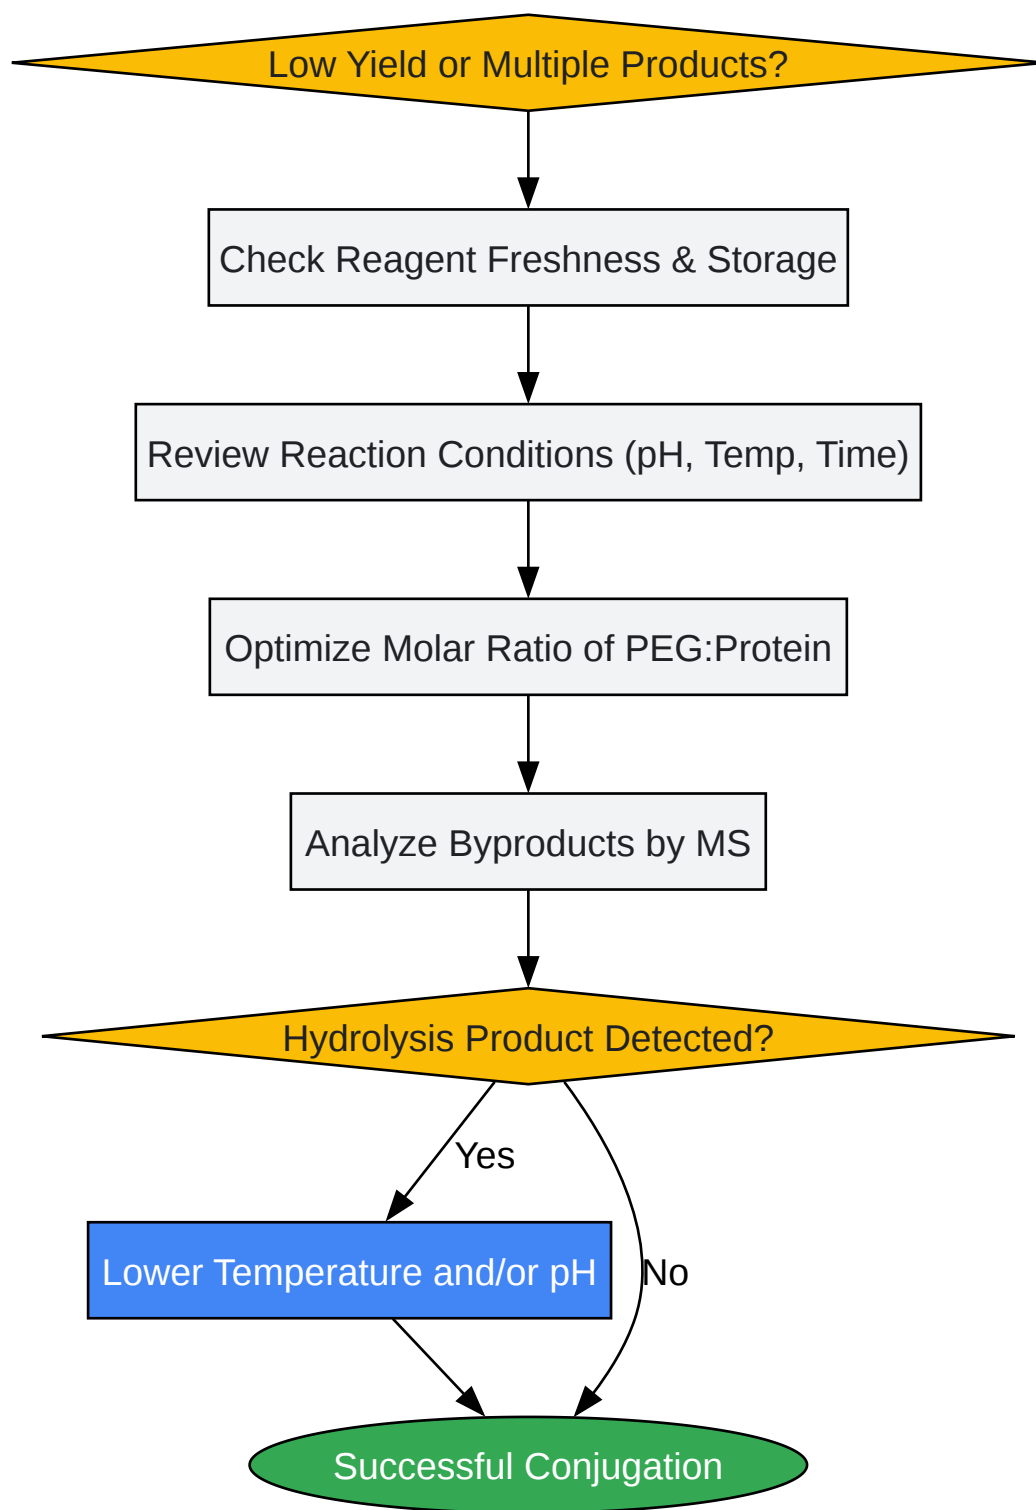 Low Yield or Multiple Products?
Check Reagent Freshness & Storage
Review Reaction Conditions (pH, Temp, Time)
Optimize Molar Ratio of PEG:Protein
Analyze Byproducts by MS
Hydrolysis Product Detected?
Yes
Lower Temperature and/or pH
No
Successful Conjugation